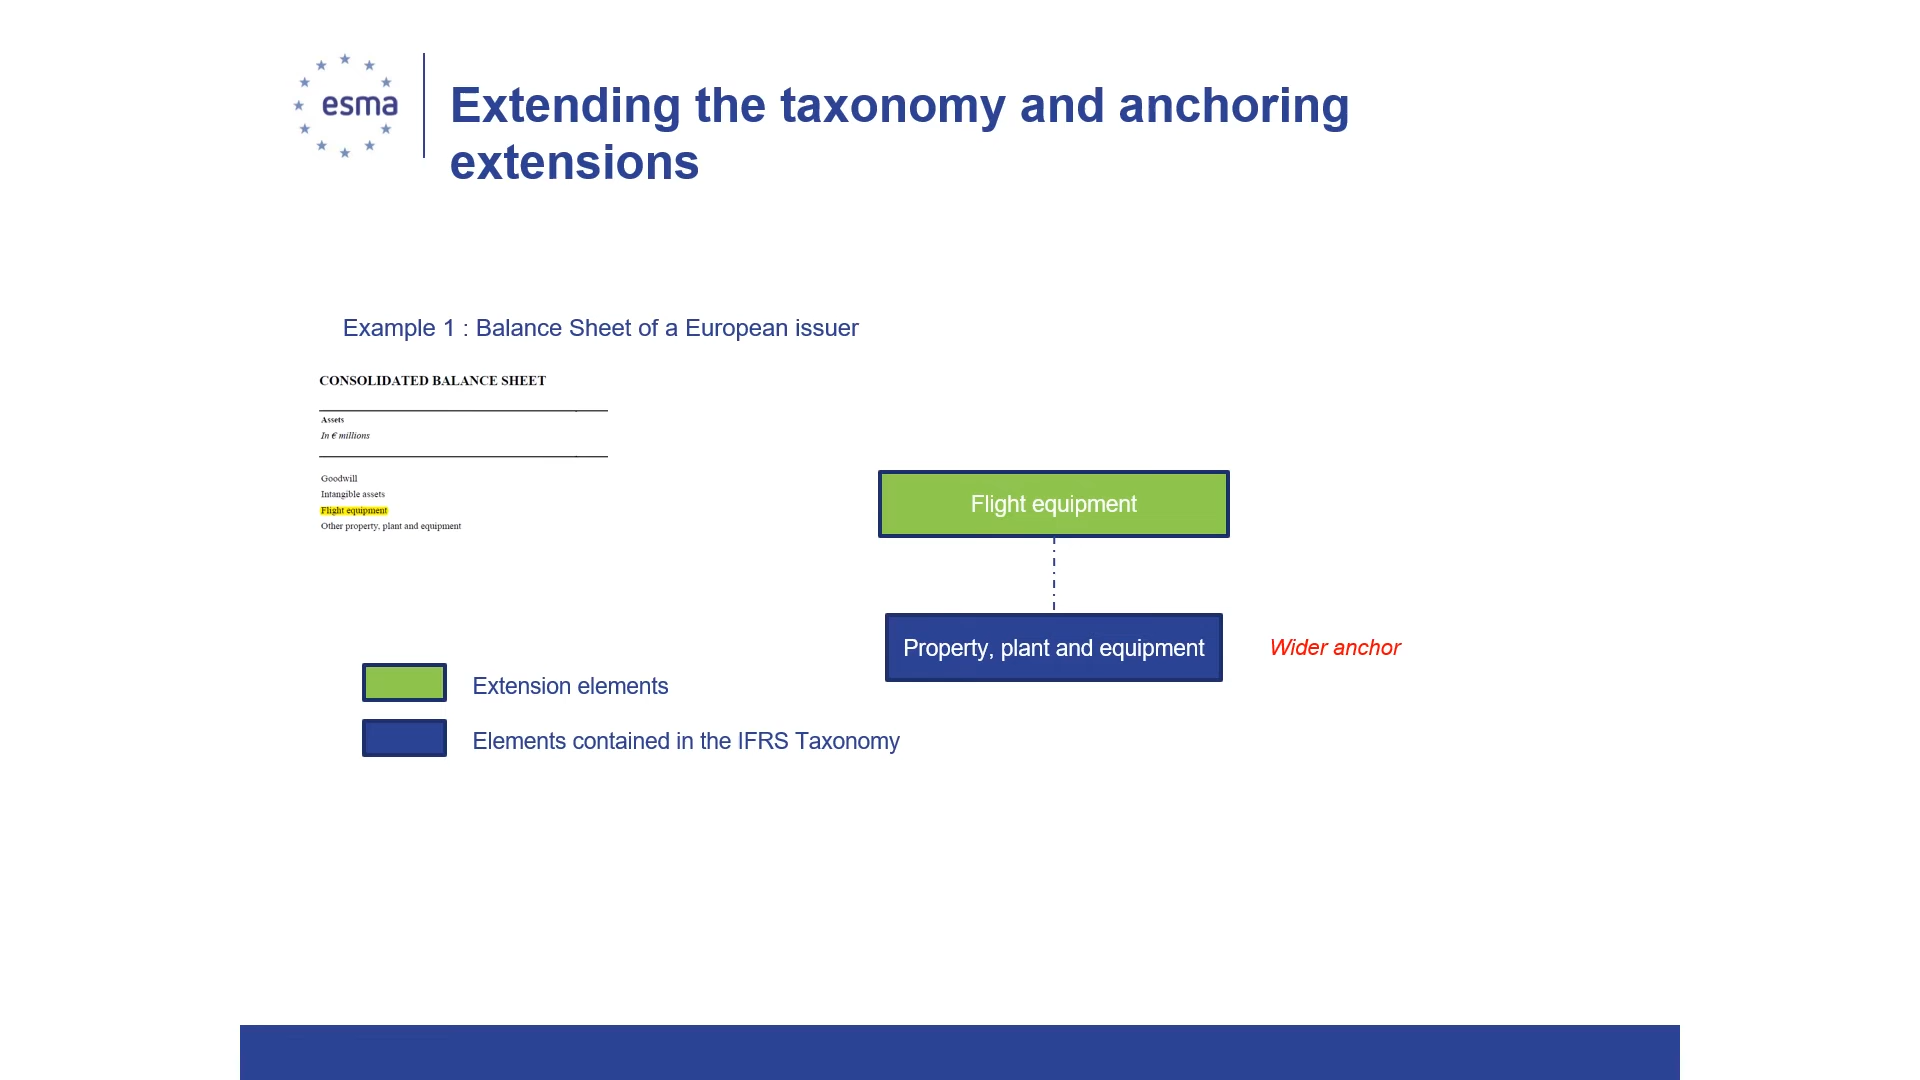 esma
Extending the taxonomy and anchoring
extensions
Example 1 : Balance Sheet of a European issuer
CONSOLIDATED BALANCE SHEET
Assets
In € millions
Goodwill
Intangible assets
Flight equipment
Other property, plant and equipment
Flight equipment
Property, plant and equipment
Wider anchor
Extension elements
Elements contained in the IFRS Taxonomy